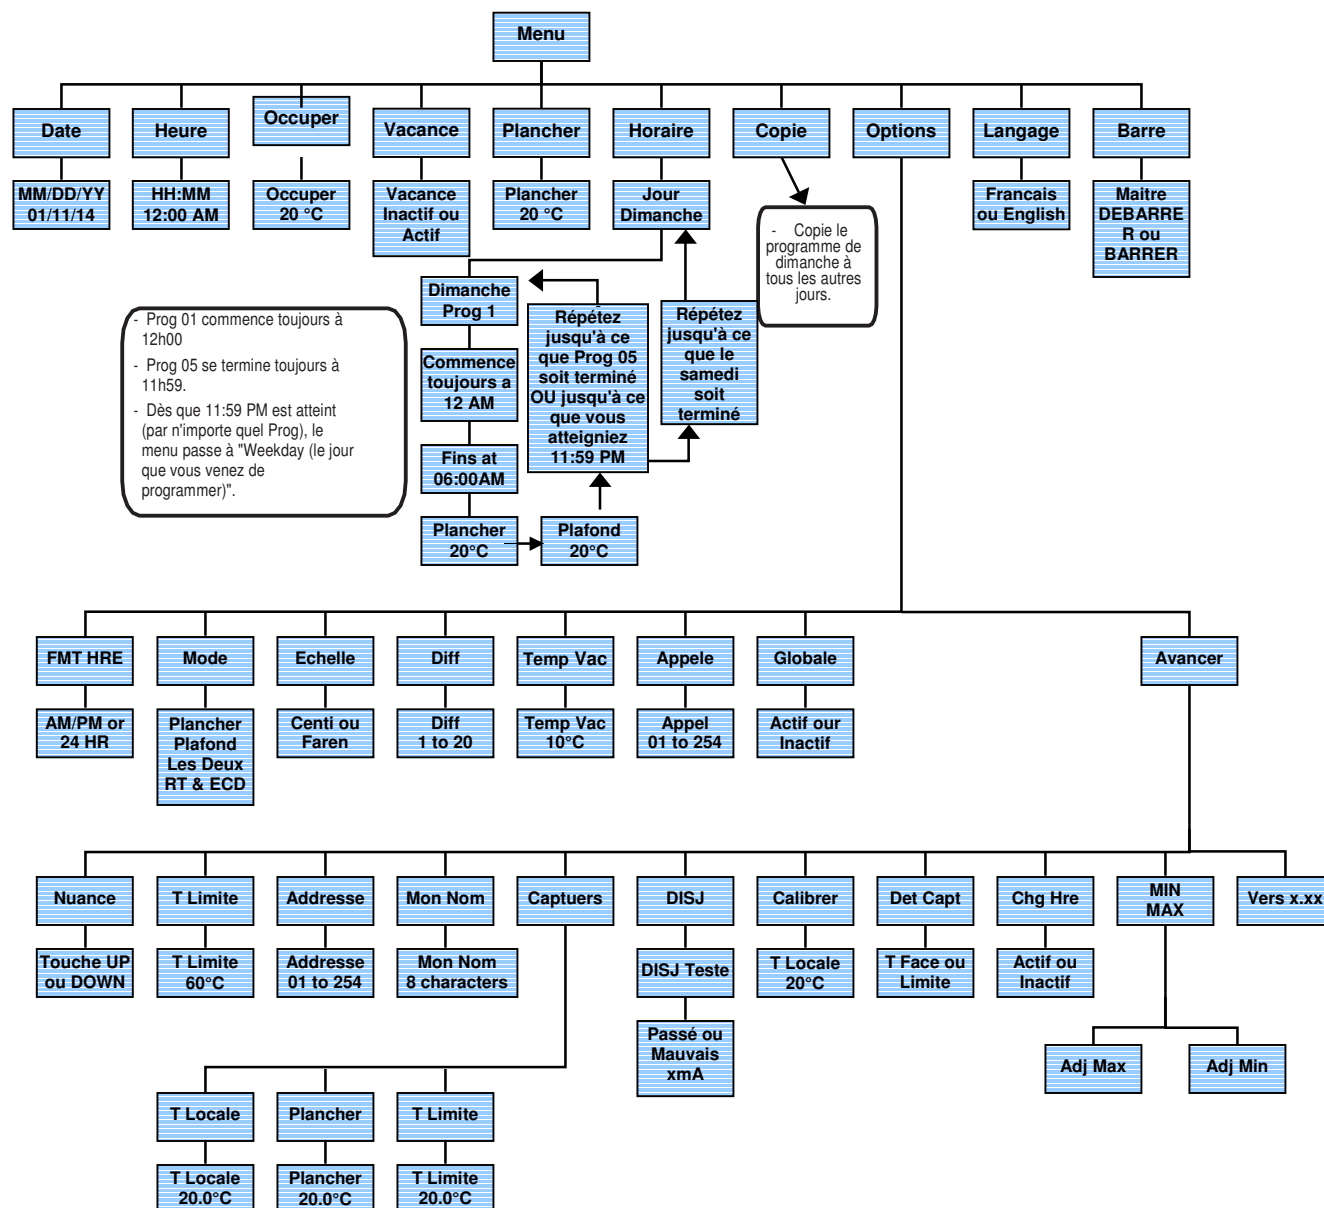 Menu
Date
Heure
Occuper
Vacance
Plancher
Horaire
Copie
Options
Langage
Barre
MM/DD/YY
01/11/14
HH:MM
12:00 AM
Occuper
20 °C
Vacance
Inactif ou
Actif
Plancher
20 °C
Jour
Dimanche
- Copie le
programme de
dimanche à
tous les autres
jours.
Francais
ou English
Maitre
DEBARRE
R ou
BARRER
- Prog 01 commence toujours à
12h00
- Prog 05 se termine toujours à
11h59.
- Dès que 11:59 PM est atteint
(par n'importe quel Prog), le
menu passe à "Weekday (le jour
que vous venez de
programmer)".
Dimanche
Prog 1
Commence
toujours a
12 AM
Fins at
06:00AM
Plancher
20°C
Plafond
20°C
Répétez
jusqu'à ce
que Prog 05
soit terminé
OU jusqu'à ce
que vous
atteigniez
11:59 PM
Répétez
jusqu'à ce
que le
samedi
soit
terminé
FMT HRE
Mode
Echelle
Diff
Temp Vac
Appele
Globale
Avancer
AM/PM or
24 HR
Plancher
Plafond
Les Deux
RT & ECD
Centi ou
Faren
Diff
1 to 20
Temp Vac
10°C
Appel
01 to 254
Actif our
Inactif
Nuance
T Limite
Addresse
Mon Nom
Captuers
DISJ
Calibrer
Det Capt
Chg Hre
MIN
MAX
Vers x.xx
Touche UP
ou DOWN
T Limite
60°C
Addresse
01 to 254
Mon Nom
8 characters
DISJ Teste
T Locale
20°C
T Face ou
Limite
Actif ou
Inactif
Passé ou
Mauvais
xmA
Adj Max
Adj Min
T Locale
Plancher
T Limite
T Locale
20.0°C
Plancher
20.0°C
T Limite
20.0°C